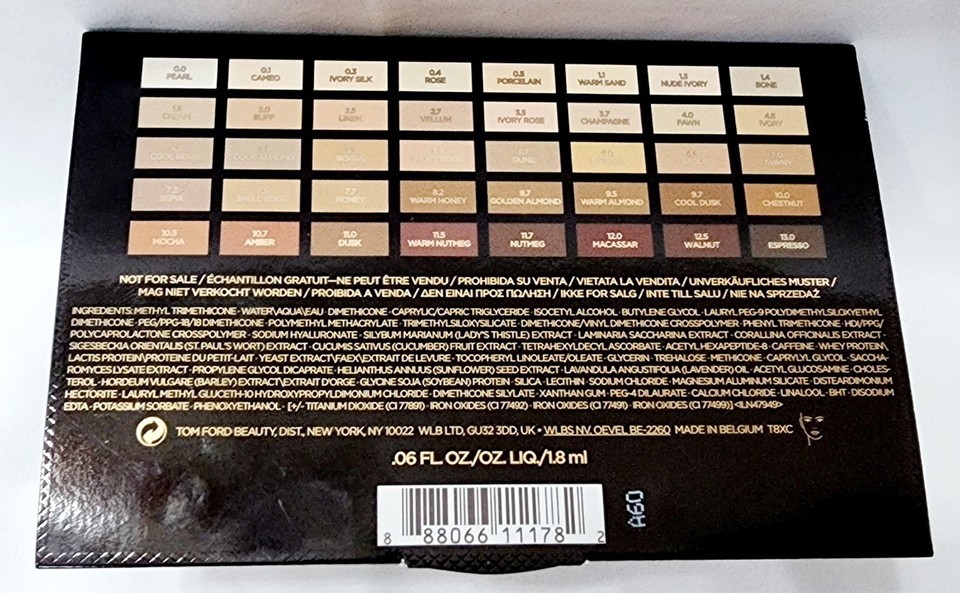 0.0 0.1 0.3 0.4 0.5 1.1 1.3 1.4
PEARL CAMEO IVORY SILK ROSE PORCELAIN WARM SAND NUDE IVORY BONE
2.0 2.5 2.7 3.5 3.7 4.0 4.5
CREAM BUFF LINEN VELLUM IVORY ROSE CHAMPAGNE FAWN IVORY
COOL BEIGE COOL ALMOND DUNE NATURAL TAWNY
7.2 7.7 8.2 8.7 9.5 9.7 10.0
SEPIA SHELL BEIGE HONEY WARM HONEY GOLDEN ALMOND WARM ALMOND COOL DUSK CHESTNUT
10.5 10.7 11.0 11.5 11.7 12.0 12.5 13.0
MOCHA AMBER DUSK WARM NUTMEG NUTMEG MACASSAR WALNUT ESPRESSO
NOT FOR SALE / ÉCHANTILLON GRATUIT—NE PEUT ÊTRE VENDU / PROHIBIDA SU VENTA / VIETATA LA VENDITA / UNVERKÄUFLICHES MUSTER /
MAG NIET VERKOCHT WORDEN / PROIBIDA A VENDA / ΔΕΝ ΕΙΝΑΙ ΠΡΟΣ ΠΩΛΗΣΗ / IKKE FOR SALG / INTE TILL SALU / NIE NA SPRZEDAŻ
INGREDIENTS: METHYL TRIMETHICONE · WATER\AQUA\EAU · DIMETHICONE · CAPRYLIC/CAPRIC TRIGLYCERIDE · ISOCETYL ALCOHOL · BUTYLENE GLYCOL · LAURYL PEG-9 POLYDIMETHYLSILOXYETHYL
DIMETHICONE · PEG/PPG-18/18 DIMETHICONE · POLYMETHYL METHACRYLATE · TRIMETHYLSILOXYSILICATE · DIMETHICONE/VINYL DIMETHICONE CROSSPOLYMER · PHENYL TRIMETHICONE · HDI/PPG/
POLYCAPROLACTONE CROSSPOLYMER · SODIUM HYALURONATE · SILYBUM MARIANUM (LADY'S THISTLE) EXTRACT · LAMINARIA SACCHARINA EXTRACT · CORALLINA OFFICINALIS EXTRACT ·
SIGESBECKIA ORIENTALIS (ST. PAUL'S WORT) EXTRACT · CUCUMIS SATIVUS (CUCUMBER) FRUIT EXTRACT · TETRAHEXYLDECYL ASCORBATE · ACETYL HEXAPEPTIDE-8 · CAFFEINE · WHEY PROTEIN\
LACTIS PROTEIN\PROTÉINE DU PETIT-LAIT · YEAST EXTRACT\FAEX\EXTRAIT DE LEVURE · TOCOPHERYL LINOLEATE/OLEATE · GLYCERIN · TREHALOSE · METHICONE · CAPRYLYL GLYCOL · SACCHA-
ROMYCES LYSATE EXTRACT · PROPYLENE GLYCOL DICAPRATE · HELIANTHUS ANNUUS (SUNFLOWER) SEED EXTRACT · LAVANDULA ANGUSTIFOLIA (LAVENDER) OIL · ACETYL GLUCOSAMINE · CHOLES-
TEROL · HORDEUM VULGARE (BARLEY) EXTRACT\EXTRAIT D'ORGE · GLYCINE SOJA (SOYBEAN) PROTEIN · SILICA · LECITHIN · SODIUM CHLORIDE · MAGNESIUM ALUMINUM SILICATE · DISTEARDIMONIUM
HECTORITE · LAURYL METHYL GLUCETH-10 HYDROXYPROPYLDIMONIUM CHLORIDE · DIMETHICONE SILYLATE · XANTHAN GUM · PEG-4 DILAURATE · CALCIUM CHLORIDE · LINALOOL · BHT · DISODIUM
EDTA · POTASSIUM SORBATE · PHENOXYETHANOL · [+/- TITANIUM DIOXIDE (CI 77891) · IRON OXIDES (CI 77492) · IRON OXIDES (CI 77491) · IRON OXIDES (CI 77499)] <ILN47949>
TOM FORD BEAUTY, DIST., NEW YORK, NY 10022 WLB LTD, GU32 3DD, UK • WLBS NV, OEVEL BE-2260 MADE IN BELGIUM T8XC
.06 FL. OZ./OZ. LIQ./1.8 ml
8 88066 11178 2
A60